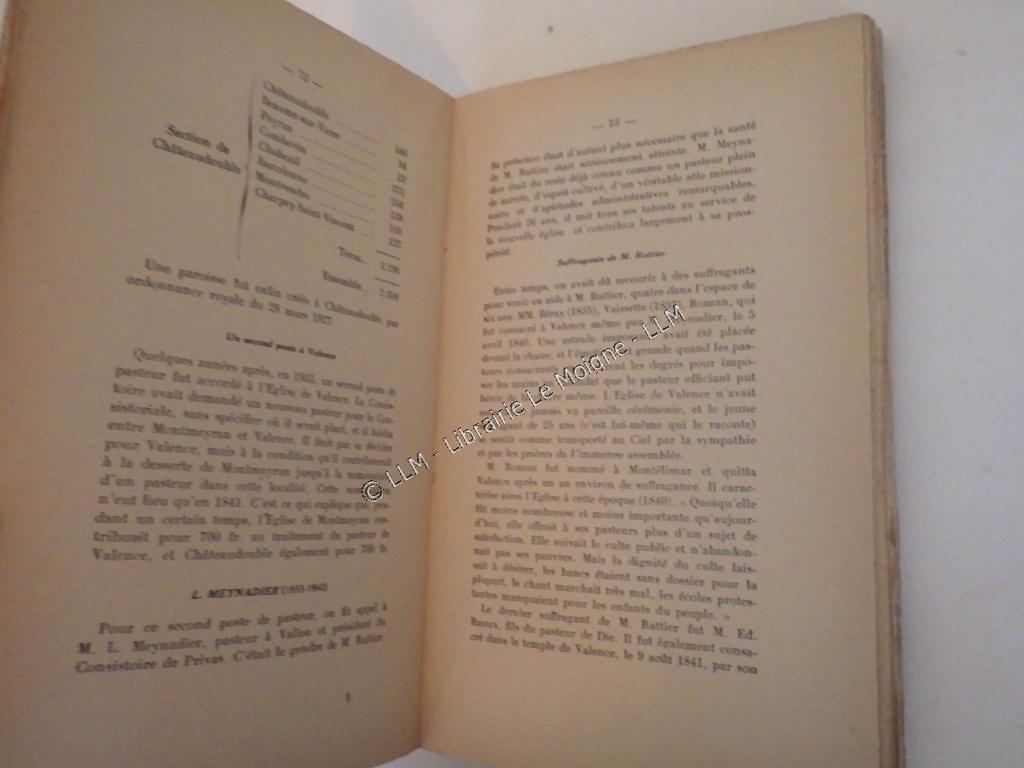 — 72 —
Section de
Châteaudouble
Châteaudouble
Beaume-sur-Veore
Peyrus
Combovin
Chabeuil
Barcelonne
Montvendre
Charpey-Saint-Vincent
Total . .
1.190
Ensemble . .
Une paroisse fut enfin créée à Châteaudouble par
ordonnance royale de 28 mars 1827.
Un second poste à Valence
Quelques années après, en 1833, un second poste de
pasteur fut accordé à l'Eglise de Valence. Le Consis-
toire avait demandé un nouveau pasteur pour la Con-
sistoriale, sans spécifier où il serait placé, et il hésita
entre Montmeyran et Valence. Il finit par se décider
pour Valence, mais à la condition qu'il contribuerait
à la desserte de Montmeyran jusqu'à la nomination
d'un pasteur dans cette localité. Cette nomination
n'eut lieu qu'en 1841. C'est ce qui explique que, pen-
dant un certain temps, l'Eglise de Montmeyran con-
tribuât pour 700 fr. au traitement du pasteur de
Valence, et Châteaudouble également pour 700 fr.
L. MEYNADIER (1833-1860)
Pour ce second poste de pasteur, on fit appel à
M. L. Meynadier, pasteur à Vallon et président du
Consistoire de Privas. C'était le gendre de M. Rattier.
— 73 —
Sa présence était d'autant plus nécessaire que la santé
de M. Rattier était sérieusement atteinte. M. Meyna-
dier était du reste déjà connu comme un pasteur plein
de mérite, d'esprit cultivé, d'un véritable zèle mission-
naire et d'aptitudes administratives remarquables.
Pendant 26 ans, il mit tous ses talents au service de
la nouvelle église et contribua largement à sa pros-
périté.
Suffragants de M. Rattier
Entre temps, on avait dû recourir à des suffragants
pour venir en aide à M. Rattier, quatre dans l'espace de
six ans: MM. Béray (1835), Vaissette Roman, qui
fut consacré à Valence même par Meynadier, le 5
avril 1840. Une estrade avait été placée
devant la chaire, et grande quand les pas-
teurs consacrants les degrés pour impo-
ser les mains que le pasteur officiant put
même. L'Eglise de Valence n'avait
jamais vu pareille cérémonie, et le jeune
de 25 ans (c'est lui-même qui le raconte)
se sentit comme transporté au Ciel par la sympathie
et par les prières de l'immense assemblée.
M. Roman fut nommé à Montélimar et quitta
Valence après un an environ de suffragance. Il carac-
térise ainsi l'Eglise à cette époque (1840). « Quoiqu'elle
fût moins nombreuse et moins importante qu'aujour-
d'hui, elle offrait à ses pasteurs plus d'un sujet de
satisfaction. Elle suivait le culte public et n'abandon-
nait pas ses pauvres. Mais la dignité du culte lais-
sait à désirer, les bancs étaient sans dossier pour la
plupart, le chant marchait très mal, les écoles protes-
tantes manquaient pour les enfants du peuple. »
Le dernier suffragant de M. Rattier fut M. Ed.
Raoux, fils du pasteur de Die. Il fut également consa-
cré dans le temple de Valence, le 9 août 1841, par son
© LLM - Librairie Le Moigne - LLM